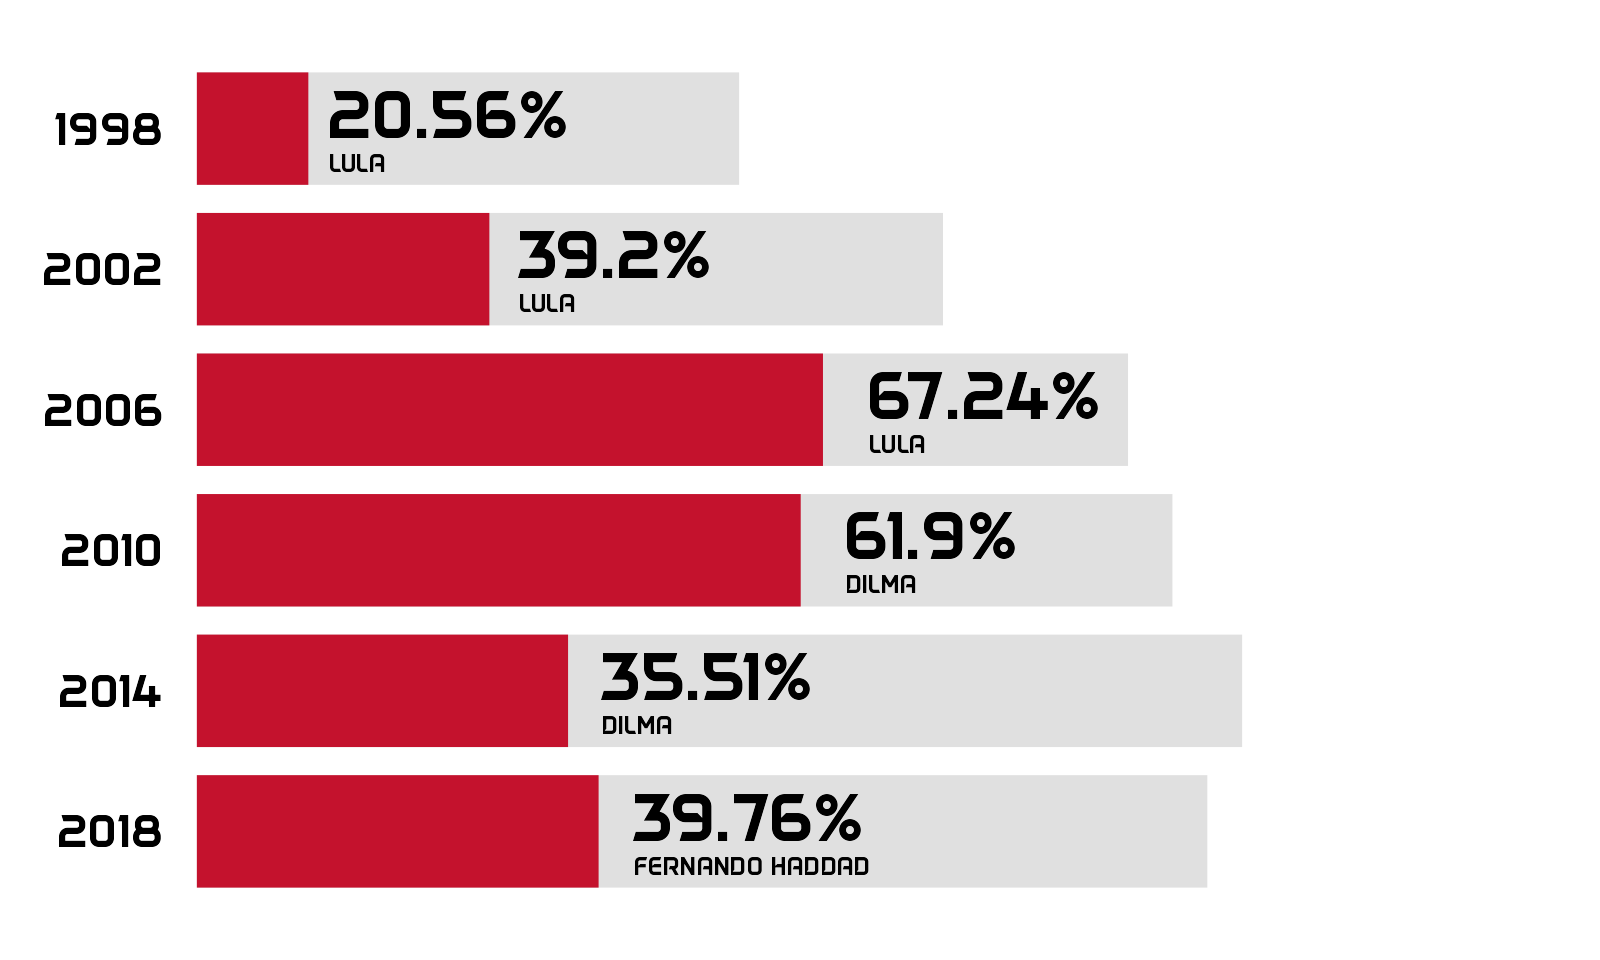 1998
20.56%
LULA
2002
39.2%
LULA
2006
67.24%
LULA
2010
61.9%
DILMA
2014
35.51%
DILMA
2018
39.76%
FERNANDO HADDAD